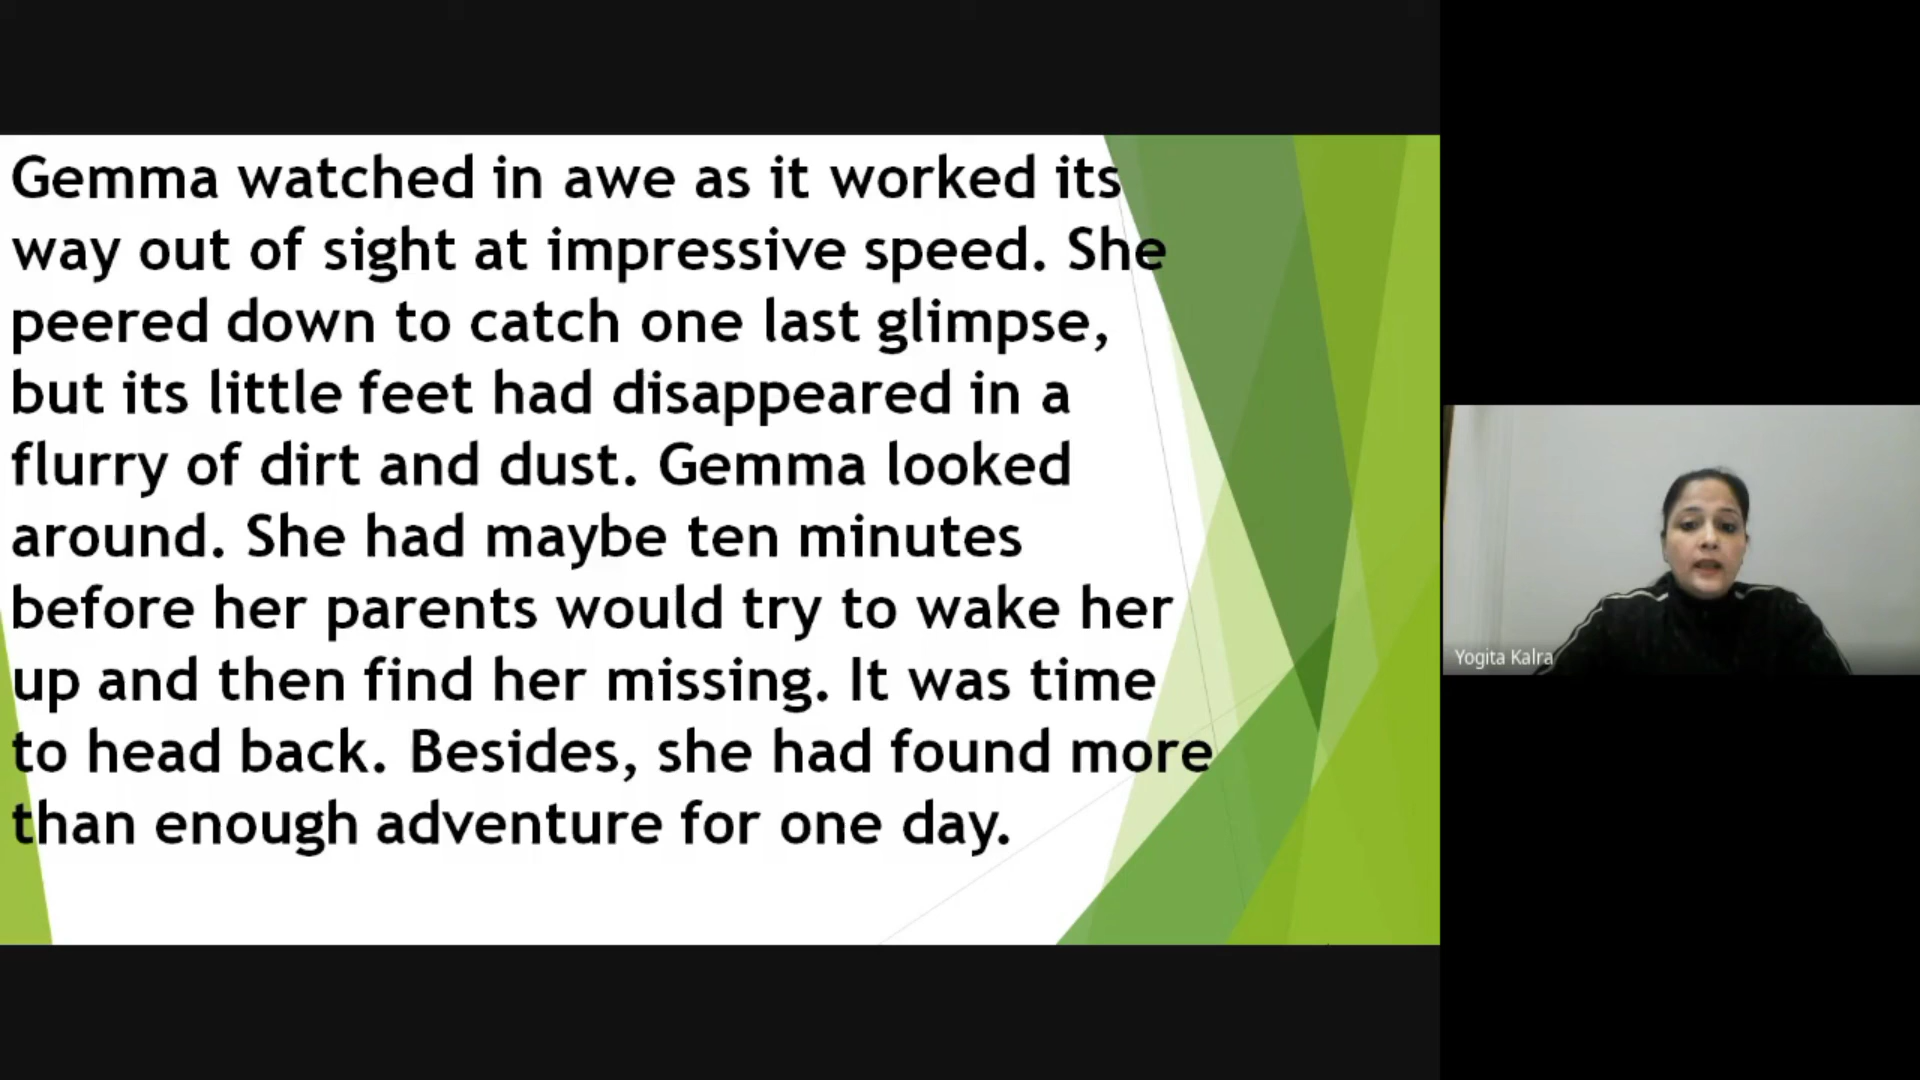 Gemma watched in awe as it worked its
way out of sight at impressive speed. She
peered down to catch one last glimpse,
but its little feet had disappeared in a
flurry of dirt and dust. Gemma looked
around. She had maybe ten minutes
before her parents would try to wake her
up and then find her missing. It was time
to head back. Besides, she had found more
than enough adventure for one day.
Yogita Kalra